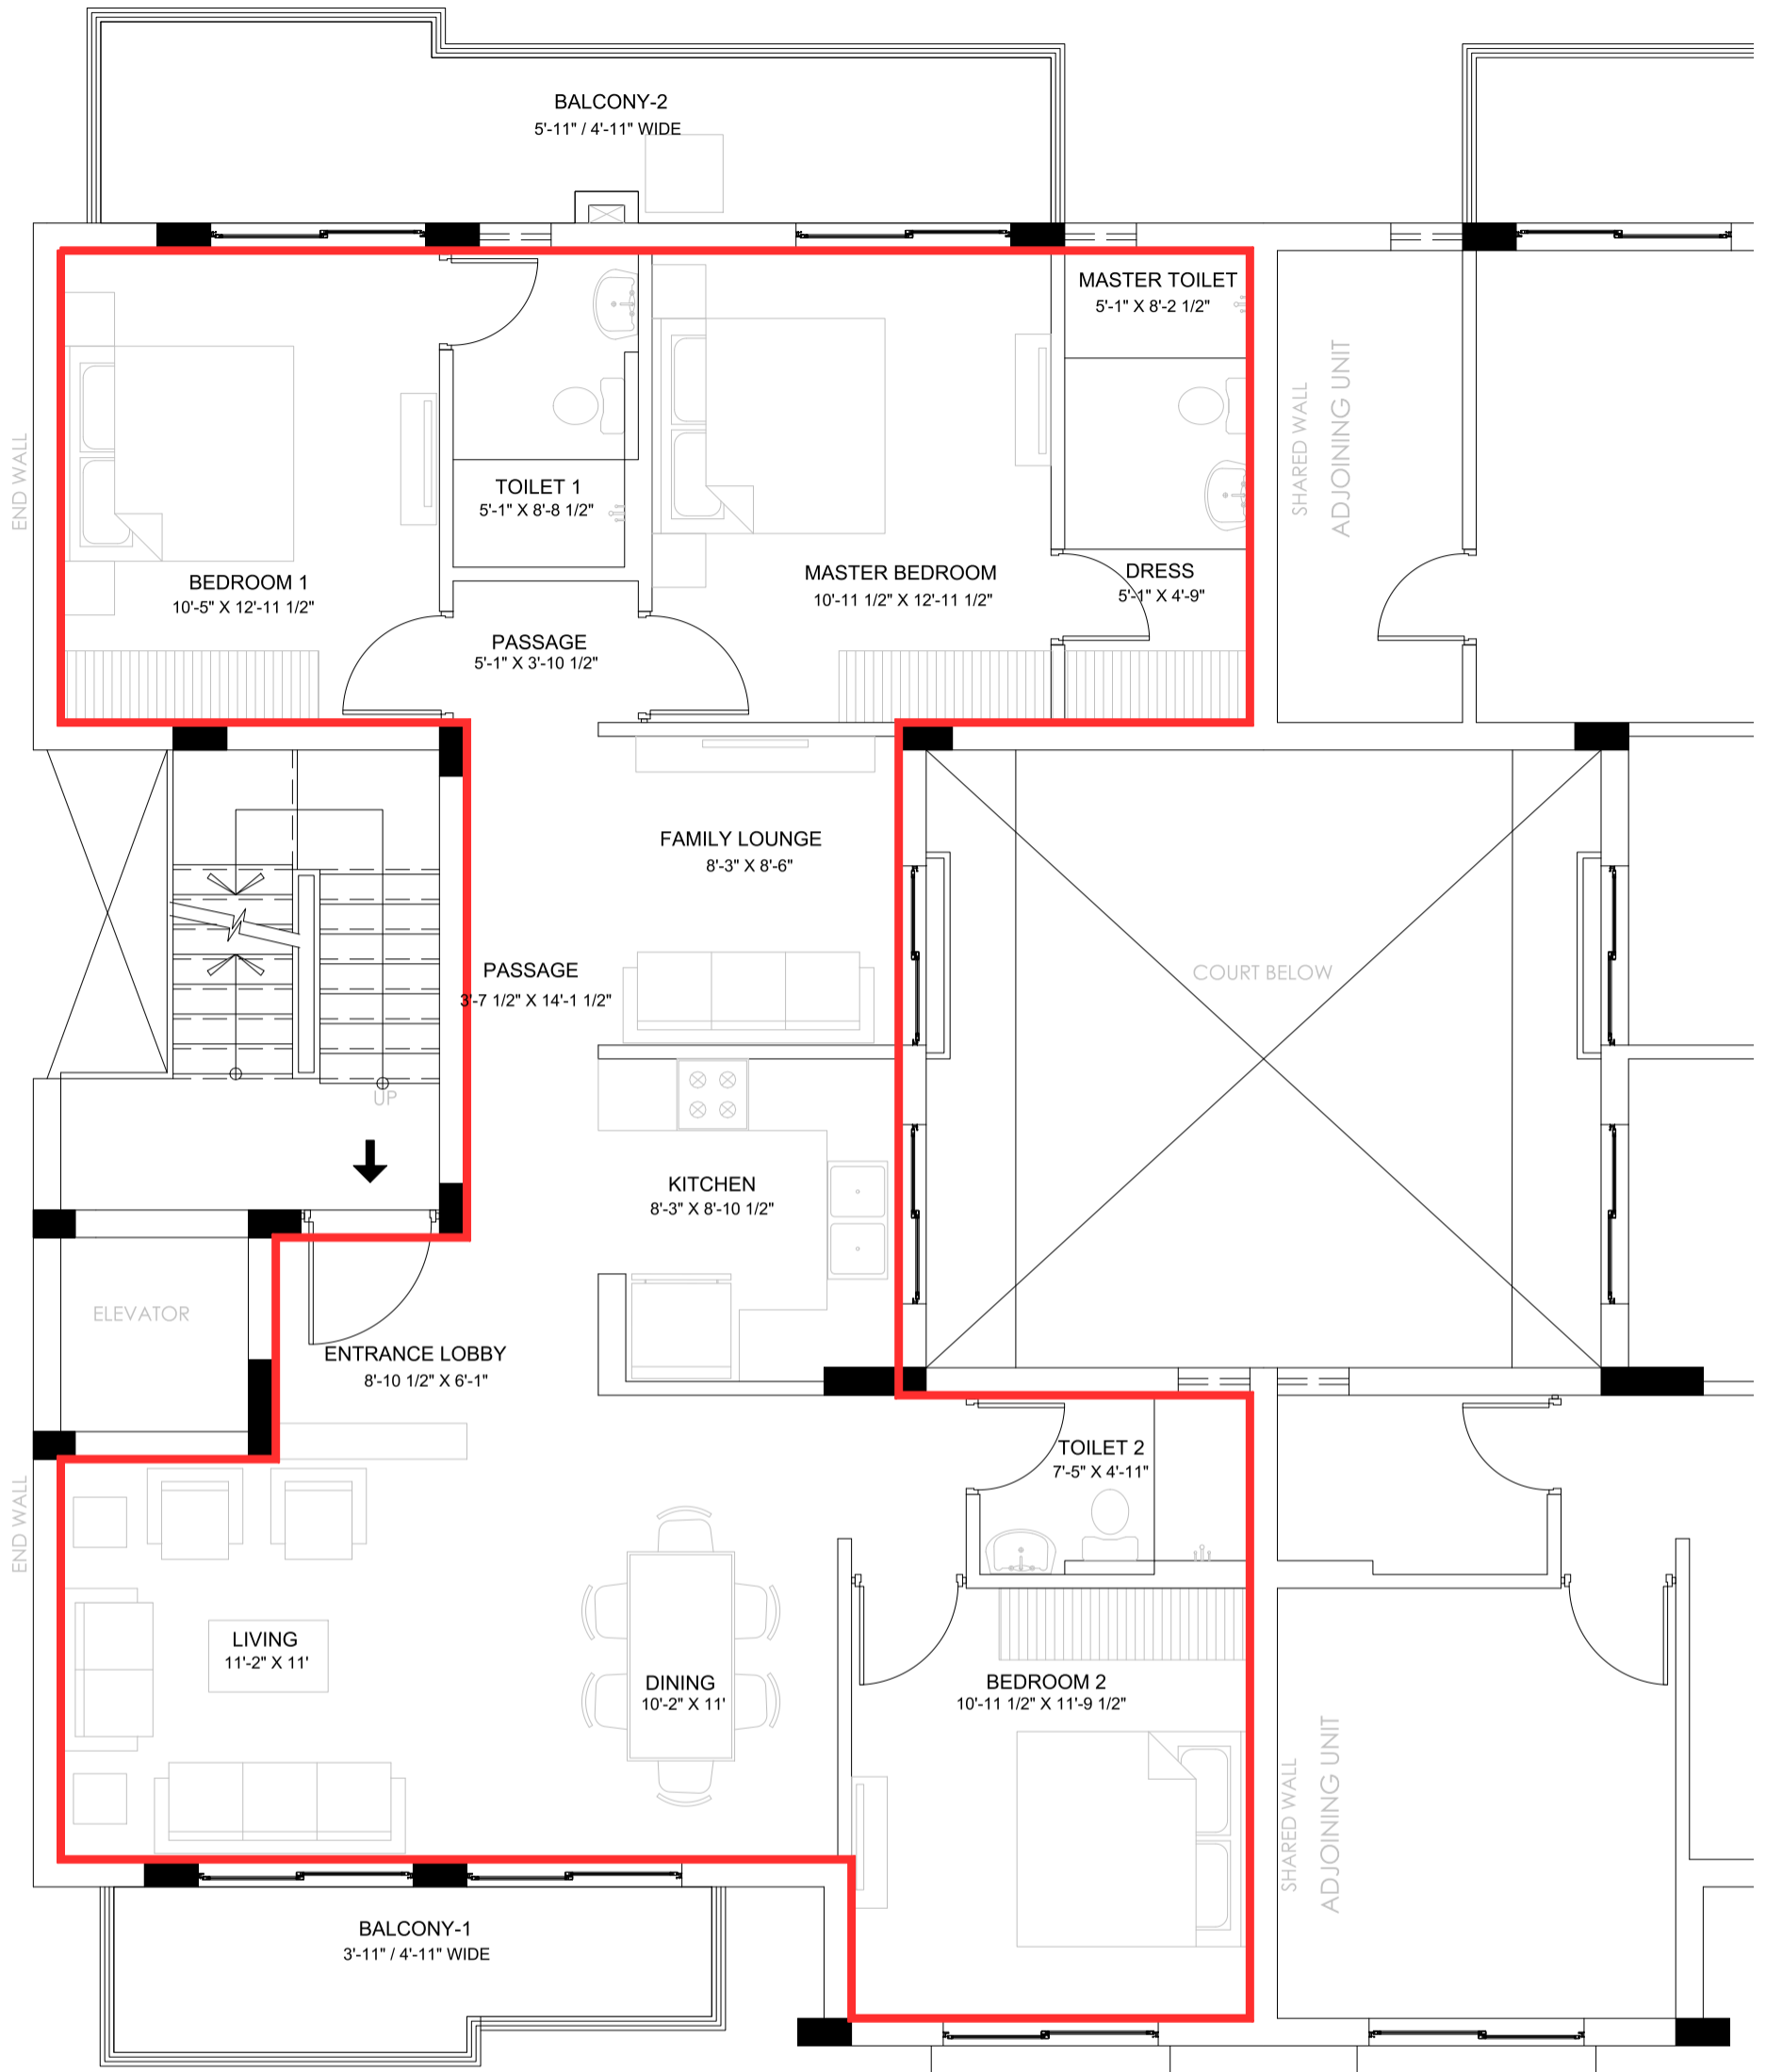 BALCONY-2
5'-11" / 4'-11" WIDE
MASTER TOILET
5'-1" X 8'-2 1/2"
END WALL
SHARED WALL
ADJOINING UNIT
TOILET 1
5'-1" X 8'-8 1/2"
BEDROOM 1
10'-5" X 12'-11 1/2"
MASTER BEDROOM
10'-11 1/2" X 12'-11 1/2"
DRESS
5'-1" X 4'-9"
PASSAGE
5'-1" X 3'-10 1/2"
FAMILY LOUNGE
8'-3" X 8'-6"
PASSAGE
3'-7 1/2" X 14'-1 1/2"
COURT BELOW
UP
KITCHEN
8'-3" X 8'-10 1/2"
ELEVATOR
ENTRANCE LOBBY
8'-10 1/2" X 6'-1"
TOILET 2
7'-5" X 4'-11"
END WALL
LIVING
11'-2" X 11'
DINING
10'-2" X 11'
BEDROOM 2
10'-11 1/2" X 11'-9 1/2"
SHARED WALL
ADJOINING UNIT
BALCONY-1
3'-11" / 4'-11" WIDE